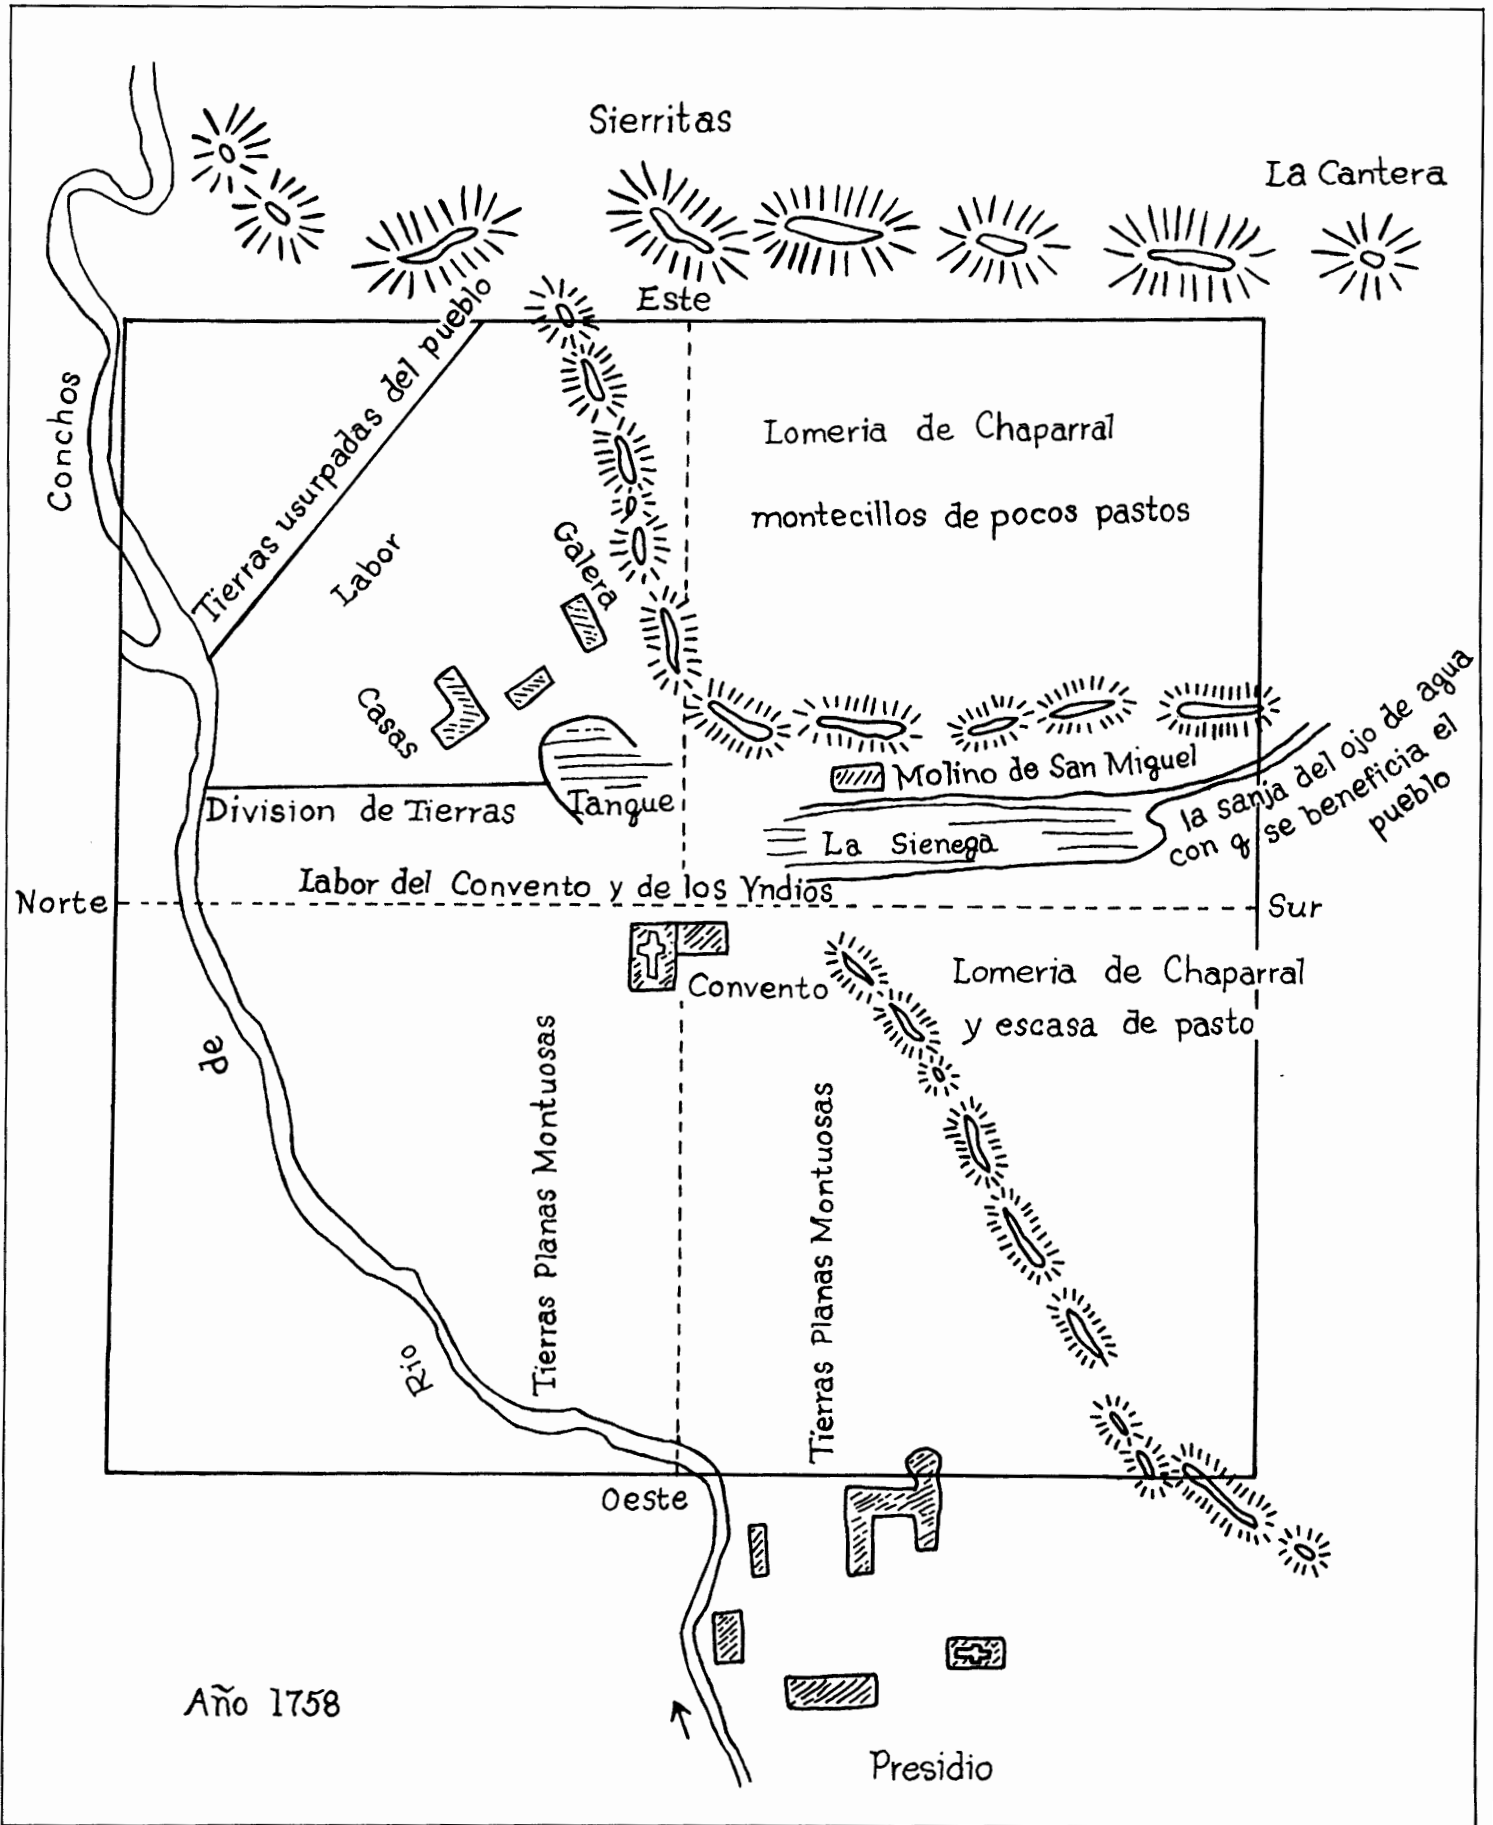 Sierritas
La Cantera
Este
Conchos
Tierras usurpadas del pueblo
Lomeria de Chaparral
montecillos de pocos pastos
Labor
Galera
Casas
Molino de San Miguel
la sanja del ojo de agua
con q se beneficia el
pueblo
Division de Tierras
Tanque
La Sienega
Labor del Convento y de los Yndios
Norte
Sur
Convento
Lomeria de Chaparral
y escasa de pasto
de
Tierras Planas Montuosas
Tierras Planas Montuosas
Rio
Oeste
Año 1758
Presidio